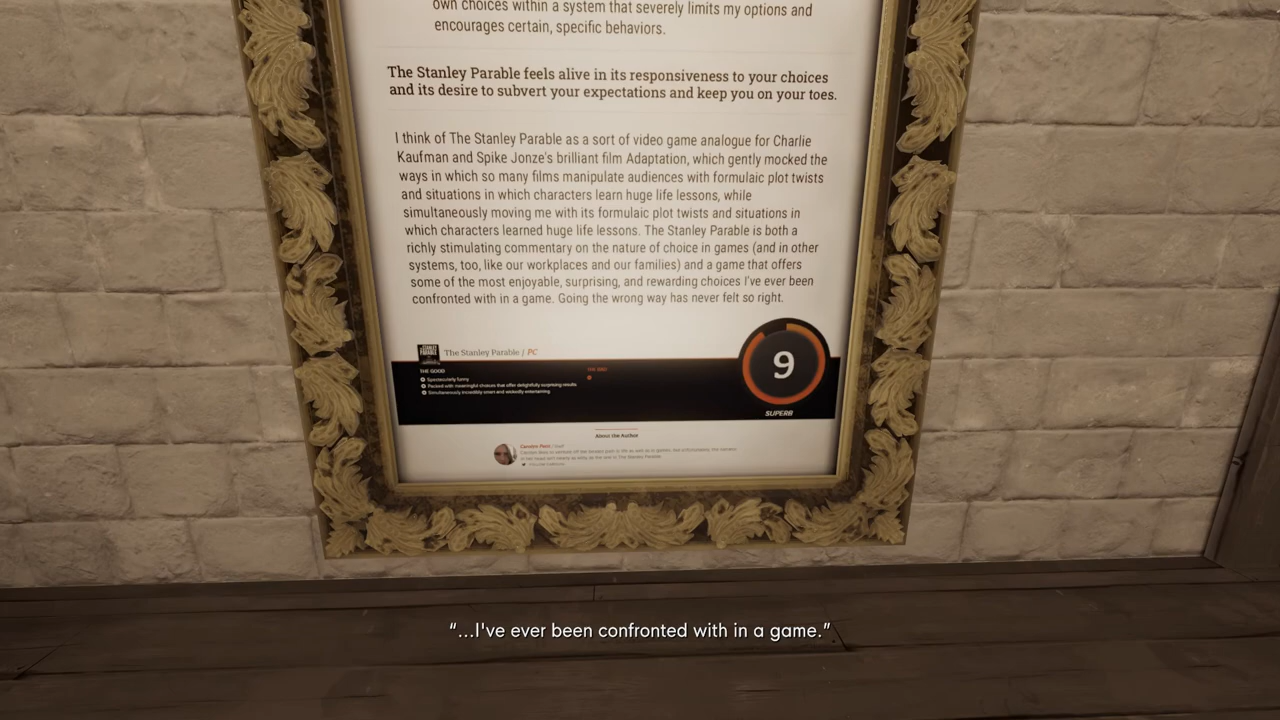 own choices within a system that severely limits my options and
encourages certain, specific behaviors.
The Stanley Parable feels alive in its responsiveness to your choices
and its desire to subvert your expectations and keep you on your toes.
I think of The Stanley Parable as a sort of video game analogue for Charlie
Kaufman and Spike Jonze's brilliant film Adaptation, which gently mocked the
ways in which so many films manipulate audiences with formulaic plot twists
and situations in which characters learn huge life lessons, while
simultaneously moving me with its formulaic plot twists and situations in
which characters learned huge life lessons. The Stanley Parable is both a
richly stimulating commentary on the nature of choice in games (and in other
systems, too, like our workplaces and our families) and a game that offers
some of the most enjoyable, surprising, and rewarding choices I've ever been
confronted with in a game. Going the wrong way has never felt so right.
The Stanley Parable / PC
THE GOOD
Spectacularly funny
Packed with meaningful choices that offer delightfully surprising results
Simultaneously incredibly smart and wickedly entertaining
THE BAD
9
SUPERB
About the Author
Carolyn Petit / Staff
"...I've ever been confronted with in a game."